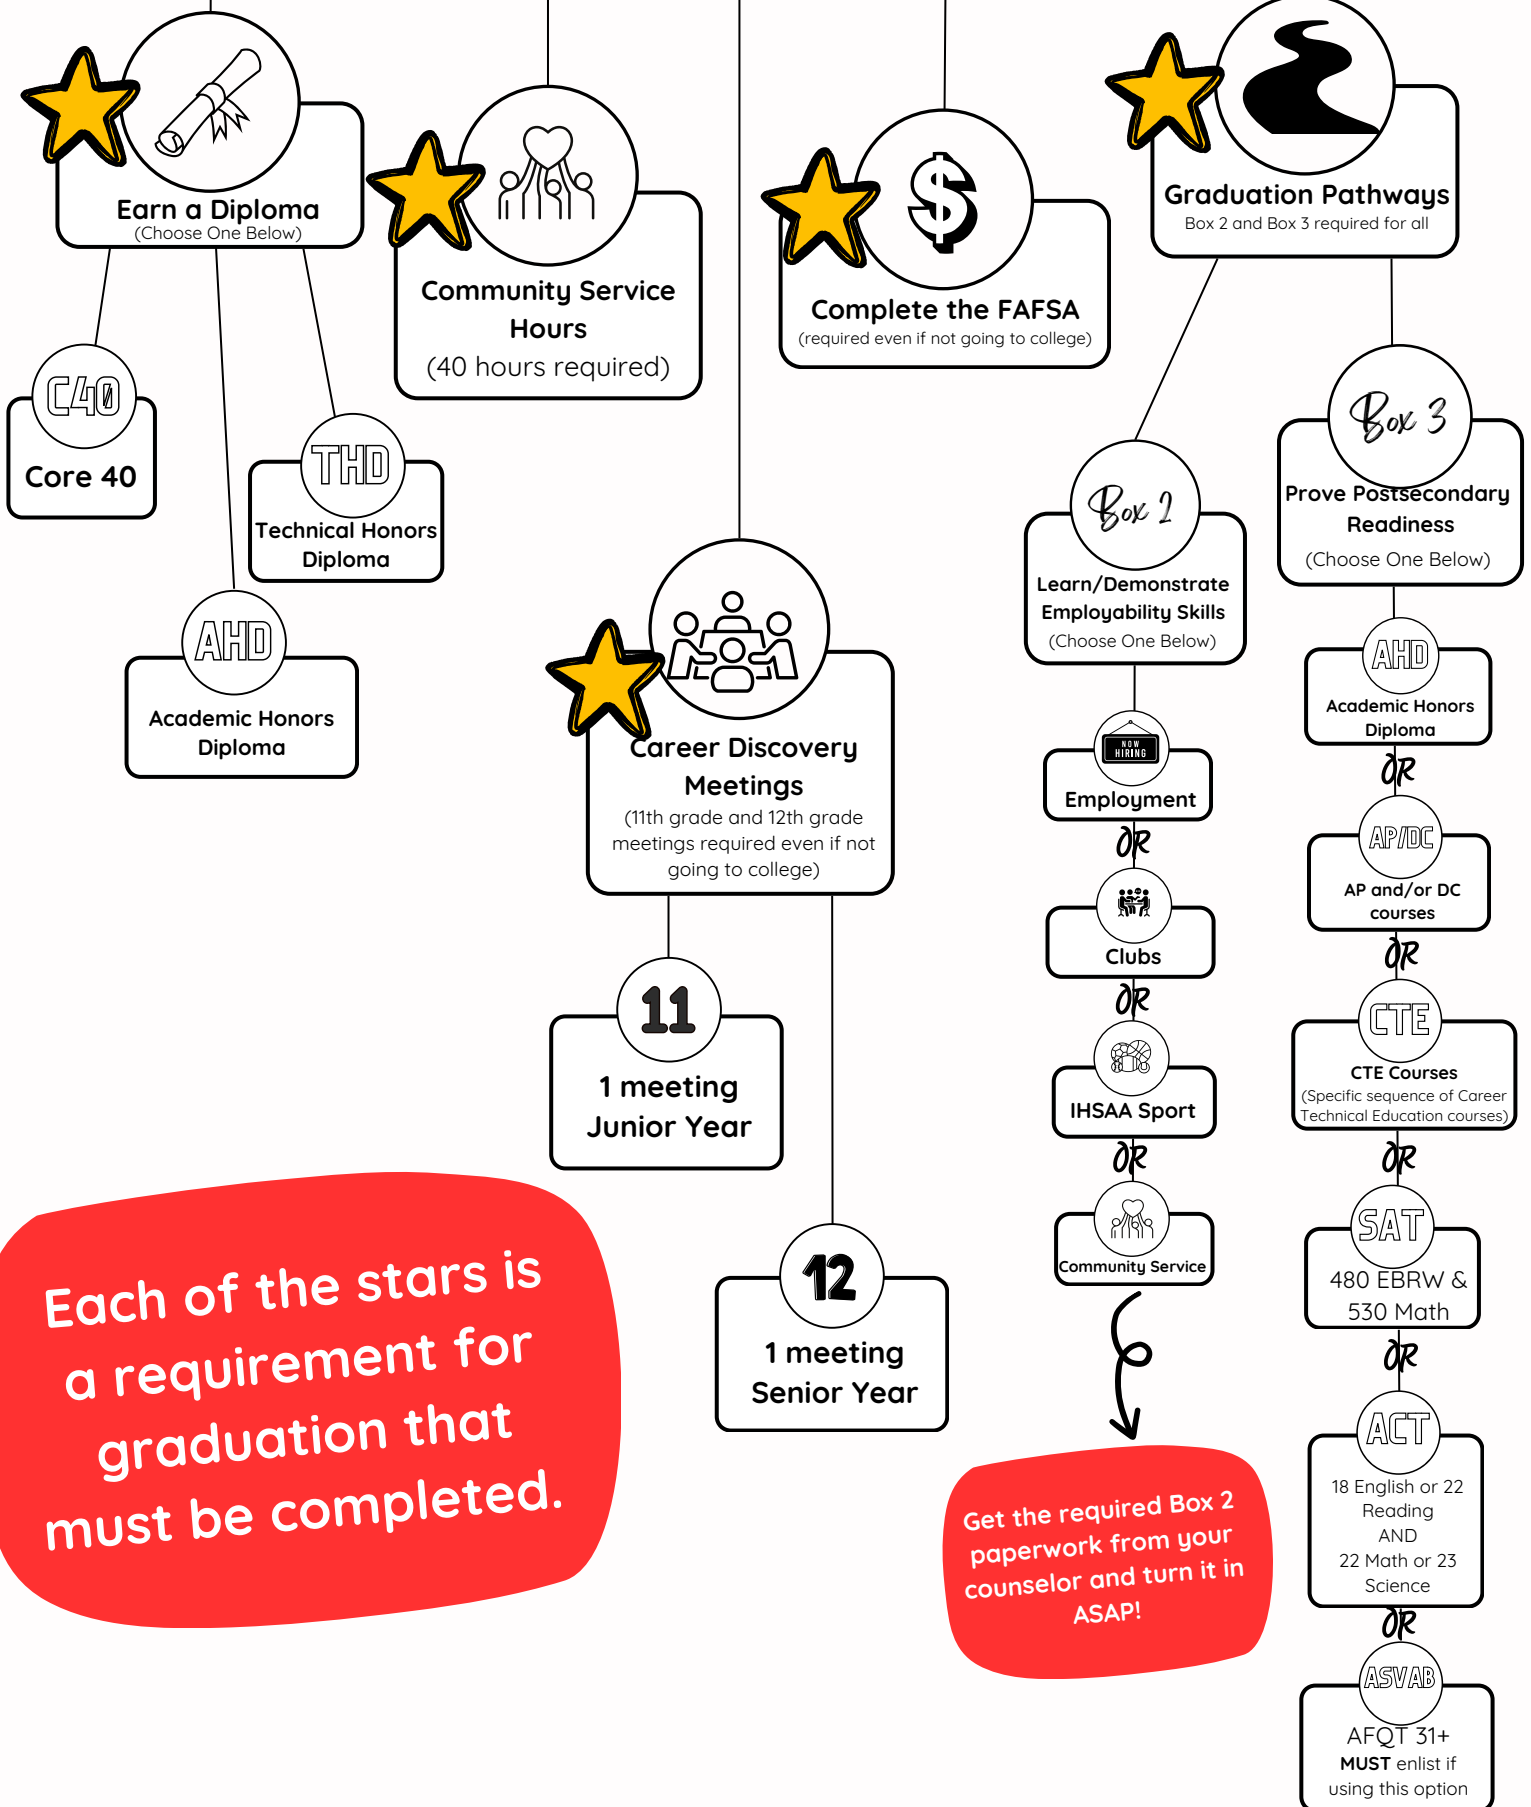 Earn a Diploma
(Choose One Below)
C40
Core 40
THD
Technical Honors
Diploma
AHD
Academic Honors
Diploma
Community Service
Hours
(40 hours required)
Career Discovery
Meetings
(11th grade and 12th grade
meetings required even if not
going to college)
11
1 meeting
Junior Year
12
1 meeting
Senior Year
Complete the FAFSA
(required even if not going to college)
Graduation Pathways
Box 2 and Box 3 required for all
Box 2
Learn/Demonstrate
Employability Skills
(Choose One Below)
NOW
HIRING
Employment
OR
Clubs
OR
IHSAA Sport
OR
Community Service
Get the required Box 2
paperwork from your
counselor and turn it in
ASAP!
Box 3
Prove Postsecondary
Readiness
(Choose One Below)
AHD
Academic Honors
Diploma
OR
AP/DC
AP and/or DC
courses
OR
CTE
CTE Courses
(Specific sequence of Career
Technical Education courses)
OR
SAT
480 EBRW &
530 Math
OR
ACT
18 English or 22
Reading
AND
22 Math or 23
Science
OR
ASVAB
AFQT 31+
MUST enlist if
using this option
Each of the stars is
a requirement for
graduation that
must be completed.